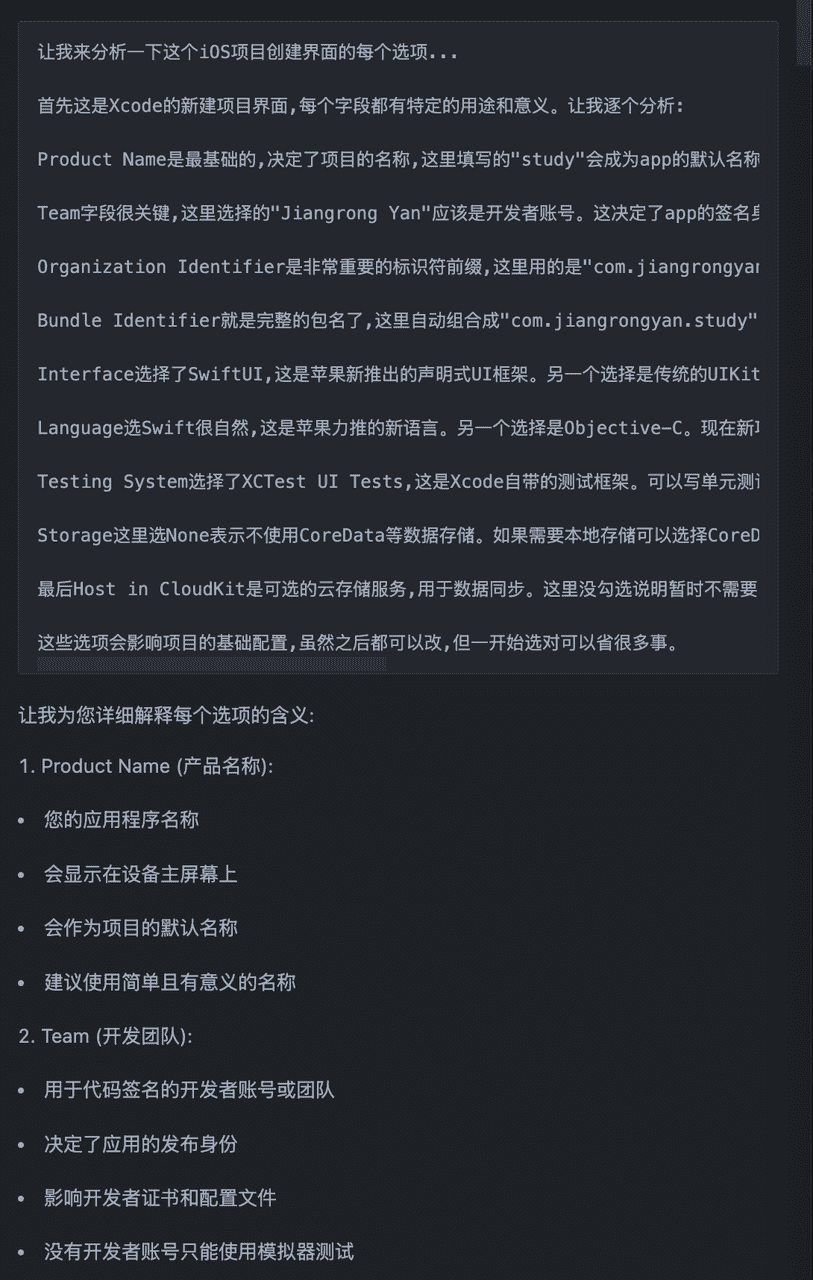 让我来分析一下这个iOS项目创建界面的每个选项...
首先这是Xcode的新建项目界面,每个字段都有特定的用途和意义。让我逐个分析:
Product Name是最基础的,决定了项目的名称,这里填写的"study"会成为app的默认名称
Team字段很关键,这里选择的"Jiangrong Yan"应该是开发者账号。这决定了app的签名身
Organization Identifier是非常重要的标识符前缀,这里用的是"com.jiangrongyan
Bundle Identifier就是完整的包名了,这里自动组合成"com.jiangrongyan.study"
Interface选择了SwiftUI,这是苹果新推出的声明式UI框架。另一个选择是传统的UIKit
Language选Swift很自然,这是苹果力推的新语言。另一个选择是Objective-C。现在新项
Testing System选择了XCTest UI Tests,这是Xcode自带的测试框架。可以写单元测试
Storage这里选None表示不使用CoreData等数据存储。如果需要本地存储可以选择CoreD
最后Host in CloudKit是可选的云存储服务,用于数据同步。这里没勾选说明暂时不需要
这些选项会影响项目的基础配置,虽然之后都可以改,但一开始选对可以省很多事。
让我为您详细解释每个选项的含义:
1. Product Name (产品名称):
• 您的应用程序名称
• 会显示在设备主屏幕上
• 会作为项目的默认名称
• 建议使用简单且有意义的名称
2. Team (开发团队):
• 用于代码签名的开发者账号或团队
• 决定了应用的发布身份
• 影响开发者证书和配置文件
• 没有开发者账号只能使用模拟器测试